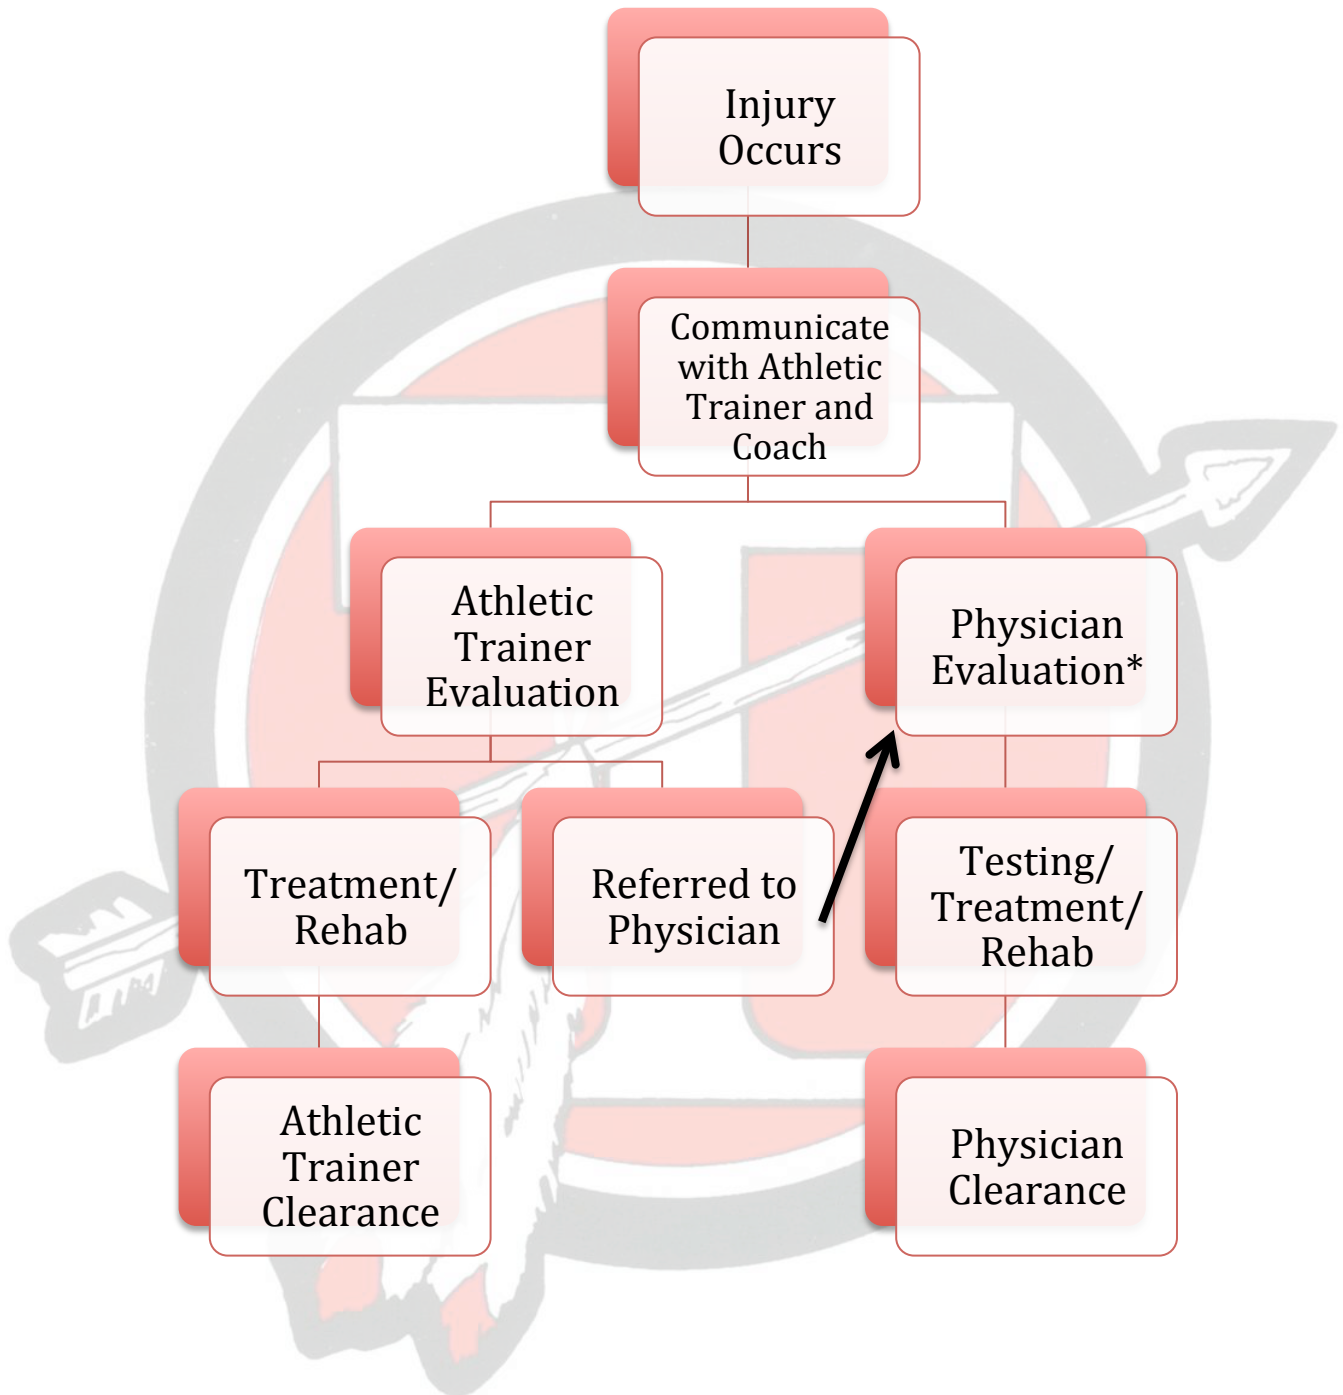 Injury
Occurs
Communicate
with Athletic
Trainer and
Coach
Athletic
Trainer
Evaluation
Physician
Evaluation*
Treatment/
Rehab
Referred to
Physician
Testing/
Treatment/
Rehab
Athletic
Trainer
Clearance
Physician
Clearance